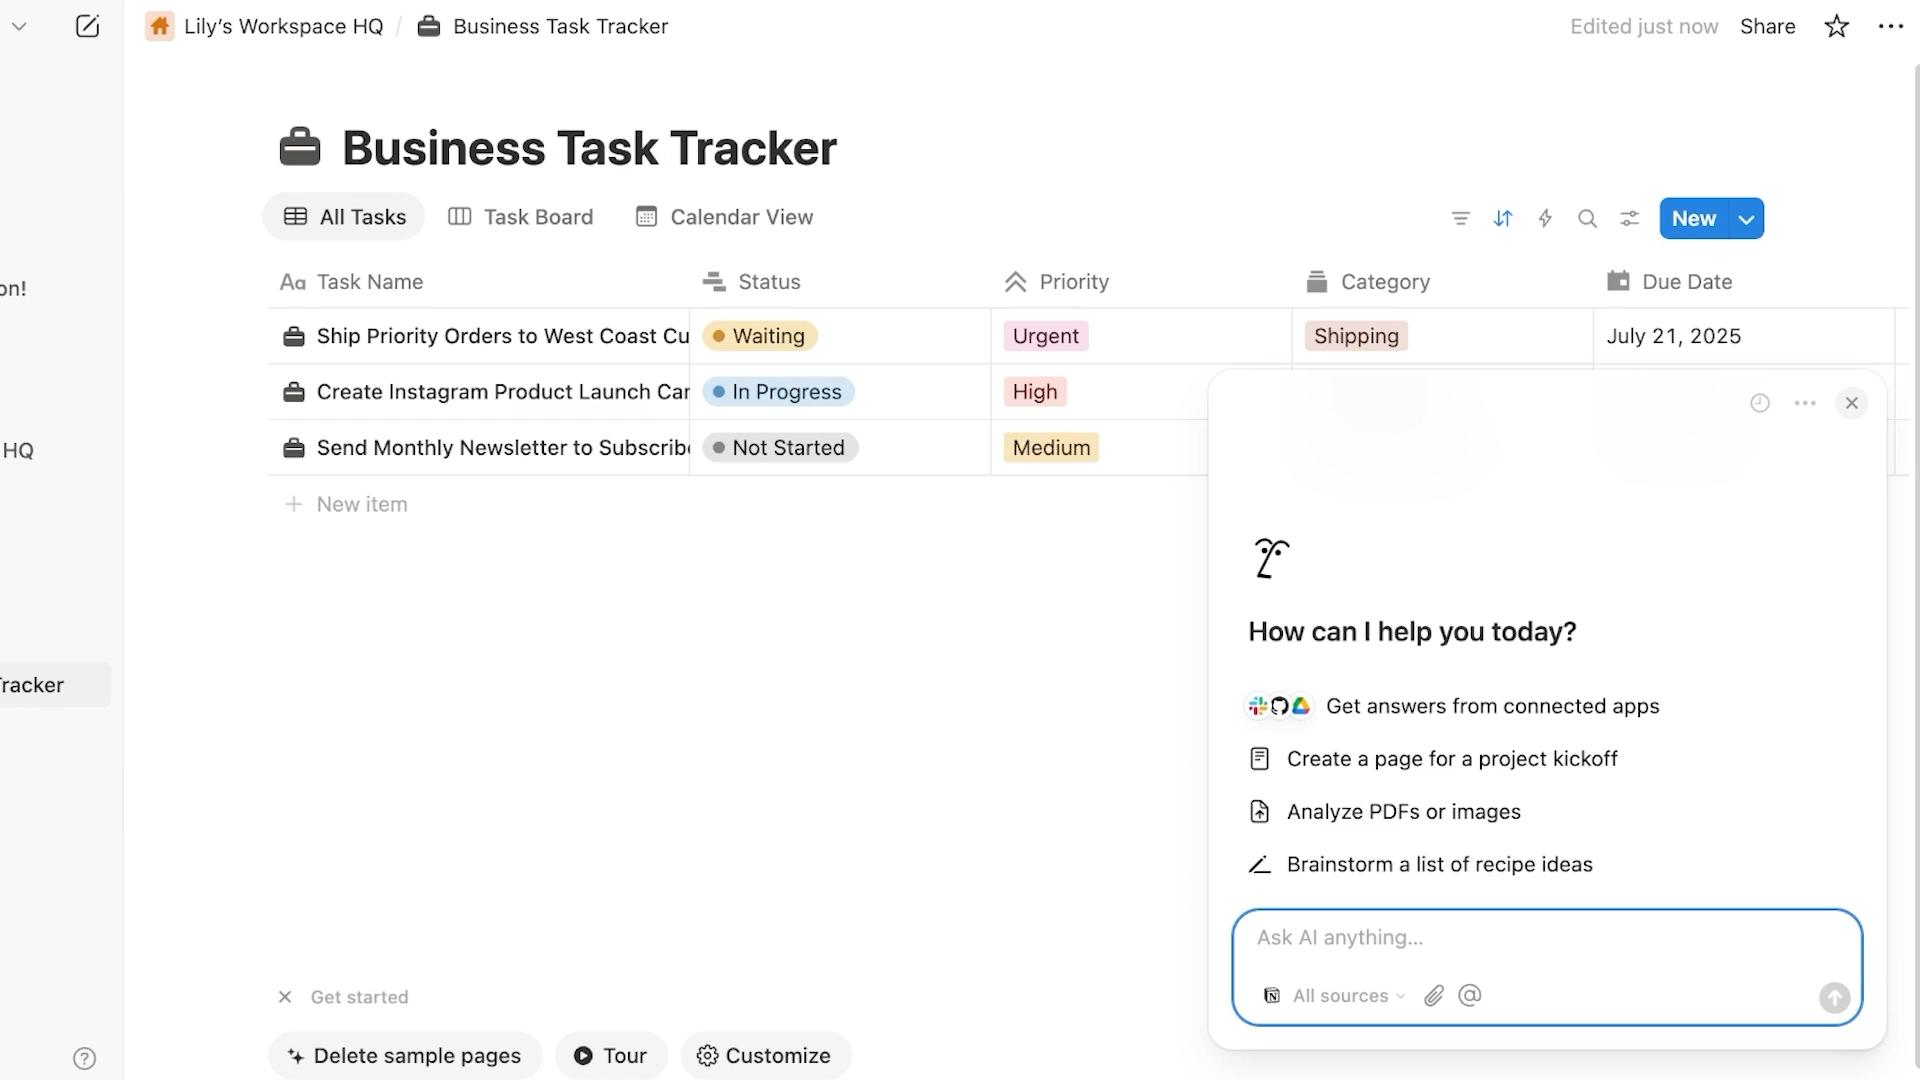 Lily's Workspace HQ / Business Task Tracker
Edited just now Share
Business Task Tracker
All Tasks Task Board Calendar View
New
Aa Task Name Status Priority Category Due Date
Ship Priority Orders to West Coast Cu Waiting Urgent Shipping July 21, 2025
Create Instagram Product Launch Car In Progress High
Send Monthly Newsletter to Subscribe Not Started Medium
New item
on!
HQ
Tracker
How can I help you today?
Get answers from connected apps
Create a page for a project kickoff
Analyze PDFs or images
Brainstorm a list of recipe ideas
Ask AI anything...
All sources
Get started
Delete sample pages Tour Customize